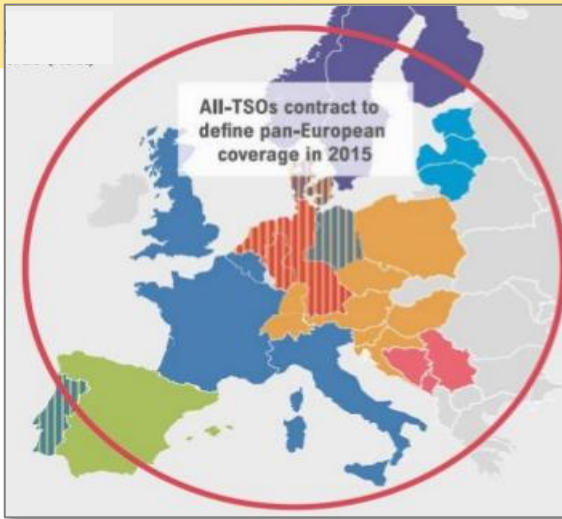 All-TSOs contract to
define pan-European
coverage in 2015